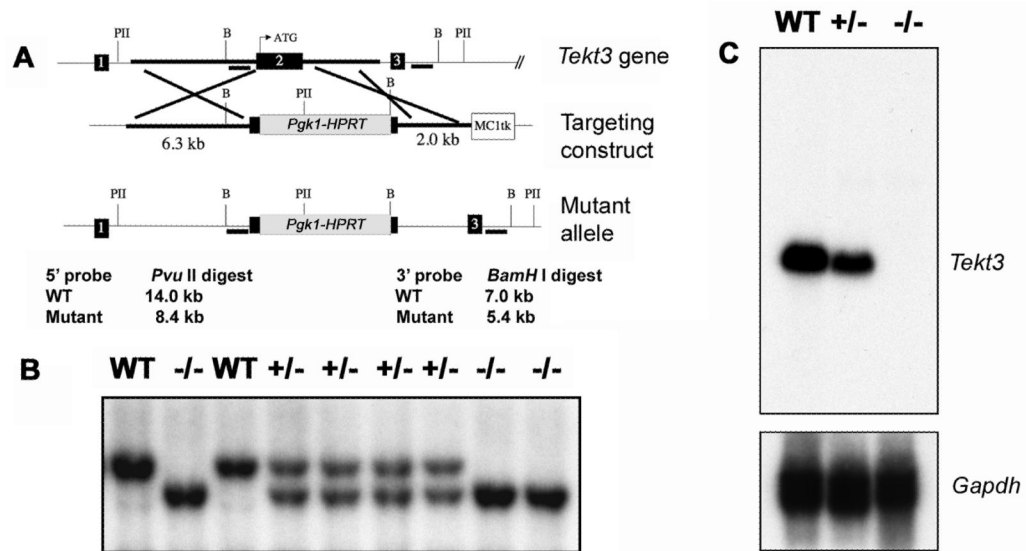 A
PII
B
ATG
B
PII
1
2
3
Tekt3 gene
B
PII
B
Pgk1-HPRT
MC1tk
6.3 kb
2.0 kb
Targeting
construct
PII
B
PII
B
B
PII
1
Pgk1-HPRT
3
Mutant
allele
5' probe Pvu II digest
WT 14.0 kb
Mutant 8.4 kb
3' probe BamH I digest
WT 7.0 kb
Mutant 5.4 kb
B
WT -/- WT +/- +/- +/- +/- -/- -/-
C
WT +/- -/-
Tekt3
Gapdh